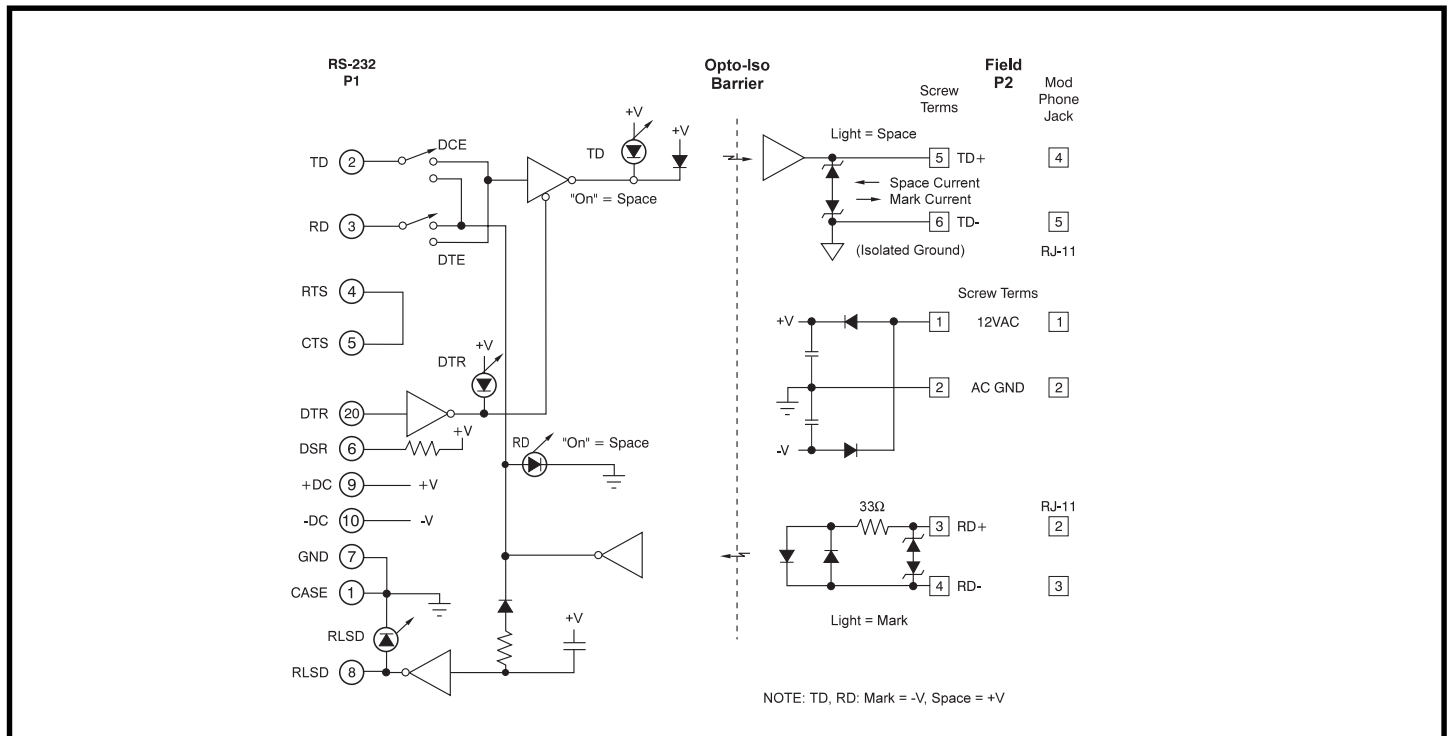 RS-232
P1
Opto-Iso
Barrier
Field
P2
Screw
Terms
Mod
Phone
Jack
TD 2
DCE
+V
TD
+V
"On" = Space
Light = Space
5 TD+
4
Space Current
Mark Current
RD 3
DTE
6 TD-
5
(Isolated Ground)
RJ-11
RTS 4
CTS 5
Screw Terms
+V
1 12VAC
1
2 AC GND
2
-V
DTR
+V
DTR 20
DSR 6
+V
RD
"On" = Space
+DC 9 +V
-DC 10 -V
GND 7
CASE 1
RLSD
RLSD 8
+V
33Ω
RJ-11
3 RD+
2
4 RD-
3
Light = Mark
NOTE: TD, RD: Mark = -V, Space = +V